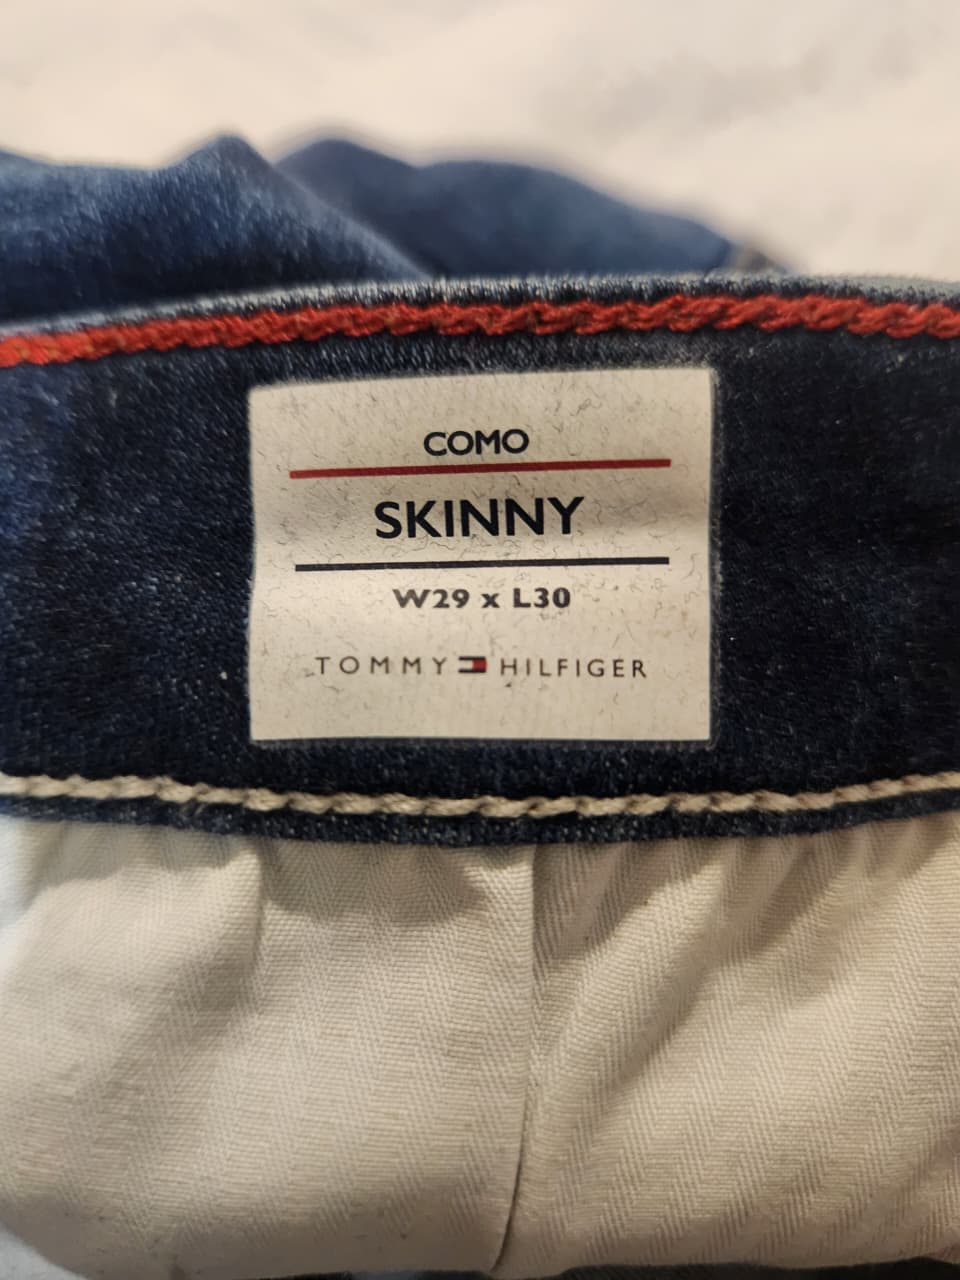 COMO
SKINNY
W29 x L30
TOMMY HILFIGER